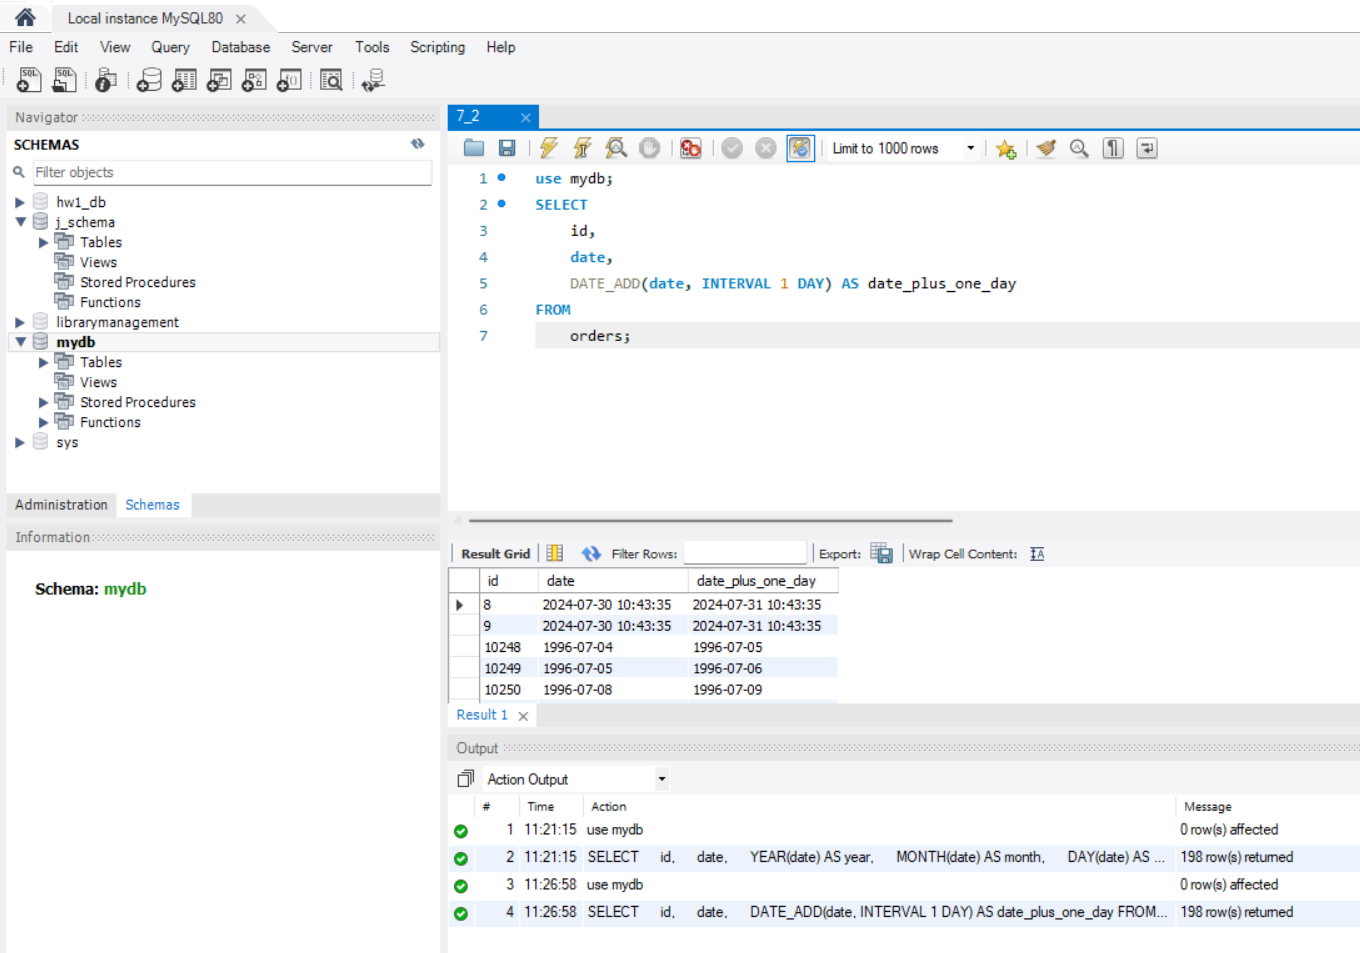 Local instance MySQL80
File Edit View Query Database Server Tools Scripting Help
Navigator
SCHEMAS
Filter objects
hw1_db
j_schema
Tables
Views
Stored Procedures
Functions
librarymanagement
mydb
Tables
Views
Stored Procedures
Functions
sys
Administration Schemas
Information
Schema: mydb
7_2
Limit to 1000 rows
1 use mydb;
2 SELECT
3 id,
4 date,
5 DATE_ADD(date, INTERVAL 1 DAY) AS date_plus_one_day
6 FROM
7 orders;
Result Grid Filter Rows: Export: Wrap Cell Content:
id date date_plus_one_day
8 2024-07-30 10:43:35 2024-07-31 10:43:35
9 2024-07-30 10:43:35 2024-07-31 10:43:35
10248 1996-07-04 1996-07-05
10249 1996-07-05 1996-07-06
10250 1996-07-08 1996-07-09
Result 1
Output
Action Output
# Time Action Message
1 11:21:15 use mydb 0 row(s) affected
2 11:21:15 SELECT id, date, YEAR(date) AS year, MONTH(date) AS month, DAY(date) AS ... 198 row(s) returned
3 11:26:58 use mydb 0 row(s) affected
4 11:26:58 SELECT id, date, DATE_ADD(date, INTERVAL 1 DAY) AS date_plus_one_day FROM... 198 row(s) returned